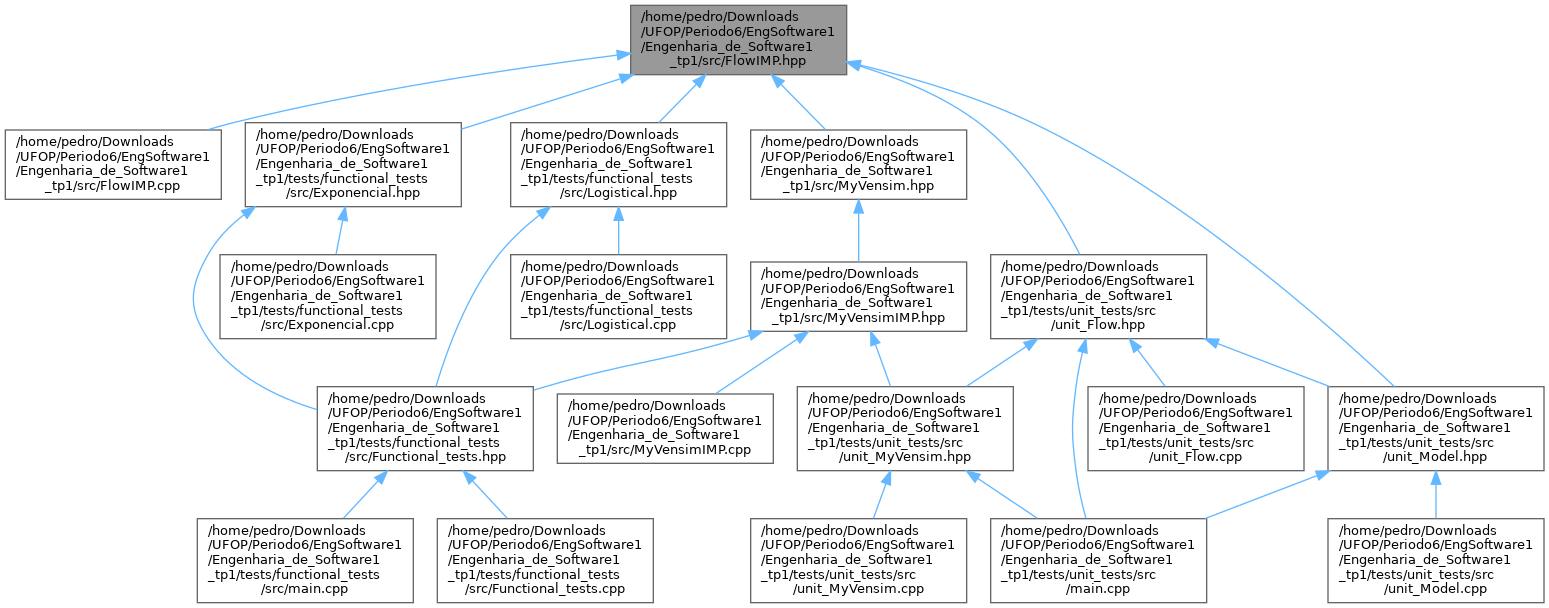 /home/pedro/Downloads
/UFOP/Periodo6/EngSoftware1
/Engenharia_de_Software1
_tp1/src/FlowIMP.hpp
/home/pedro/Downloads
/UFOP/Periodo6/EngSoftware1
/Engenharia_de_Software1
_tp1/src/FlowIMP.cpp
/home/pedro/Downloads
/UFOP/Periodo6/EngSoftware1
/Engenharia_de_Software1
_tp1/tests/functional_tests
/src/Exponencial.hpp
/home/pedro/Downloads
/UFOP/Periodo6/EngSoftware1
/Engenharia_de_Software1
_tp1/tests/functional_tests
/src/Logistical.hpp
/home/pedro/Downloads
/UFOP/Periodo6/EngSoftware1
/Engenharia_de_Software1
_tp1/src/MyVensim.hpp
/home/pedro/Downloads
/UFOP/Periodo6/EngSoftware1
/Engenharia_de_Software1
_tp1/tests/functional_tests
/src/Exponencial.cpp
/home/pedro/Downloads
/UFOP/Periodo6/EngSoftware1
/Engenharia_de_Software1
_tp1/tests/functional_tests
/src/Logistical.cpp
/home/pedro/Downloads
/UFOP/Periodo6/EngSoftware1
/Engenharia_de_Software1
_tp1/src/MyVensimIMP.hpp
/home/pedro/Downloads
/UFOP/Periodo6/EngSoftware1
/Engenharia_de_Software1
_tp1/tests/unit_tests/src
/unit_Flow.hpp
/home/pedro/Downloads
/UFOP/Periodo6/EngSoftware1
/Engenharia_de_Software1
_tp1/tests/functional_tests
/src/Functional_tests.hpp
/home/pedro/Downloads
/UFOP/Periodo6/EngSoftware1
/Engenharia_de_Software1
_tp1/src/MyVensimIMP.cpp
/home/pedro/Downloads
/UFOP/Periodo6/EngSoftware1
/Engenharia_de_Software1
_tp1/tests/unit_tests/src
/unit_MyVensim.hpp
/home/pedro/Downloads
/UFOP/Periodo6/EngSoftware1
/Engenharia_de_Software1
_tp1/tests/unit_tests/src
/unit_Flow.cpp
/home/pedro/Downloads
/UFOP/Periodo6/EngSoftware1
/Engenharia_de_Software1
_tp1/tests/unit_tests/src
/unit_Model.hpp
/home/pedro/Downloads
/UFOP/Periodo6/EngSoftware1
/Engenharia_de_Software1
_tp1/tests/functional_tests
/src/main.cpp
/home/pedro/Downloads
/UFOP/Periodo6/EngSoftware1
/Engenharia_de_Software1
_tp1/tests/functional_tests
/src/Functional_tests.cpp
/home/pedro/Downloads
/UFOP/Periodo6/EngSoftware1
/Engenharia_de_Software1
_tp1/tests/unit_tests/src
/unit_MyVensim.cpp
/home/pedro/Downloads
/UFOP/Periodo6/EngSoftware1
/Engenharia_de_Software1
_tp1/tests/unit_tests/src
/main.cpp
/home/pedro/Downloads
/UFOP/Periodo6/EngSoftware1
/Engenharia_de_Software1
_tp1/tests/unit_tests/src
/unit_Model.cpp